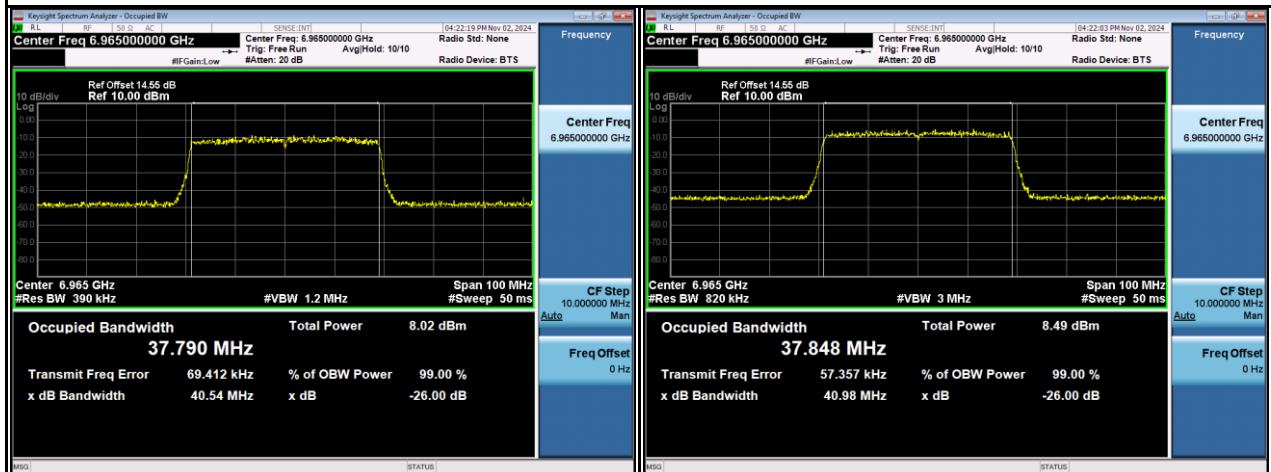 Keysight Spectrum Analyzer - Occupied BW
RL RF 50 Ω AC SENSE:INT 04:22:19 PM Nov 02, 2024
Center Freq 6.965000000 GHz
Center Freq: 6.965000000 GHz
Radio Std: None
Trig: Free Run Avg|Hold: 10/10
#IFGain:Low #Atten: 20 dB Radio Device: BTS
Ref Offset 14.55 dB
10 dB/div Ref 10.00 dBm
Log
0.00
-10.0
-20.0
-30.0
-40.0
-50.0
-60.0
-70.0
-80.0
Center 6.965 GHz Span 100 MHz
#Res BW 390 kHz #VBW 1.2 MHz #Sweep 50 ms
Occupied Bandwidth Total Power 8.02 dBm
37.790 MHz
Transmit Freq Error 69.412 kHz % of OBW Power 99.00 %
x dB Bandwidth 40.54 MHz x dB -26.00 dB
MSG STATUS
Frequency
Center Freq
6.965000000 GHz
CF Step
10.000000 MHz
Auto Man
Freq Offset
0 Hz
Keysight Spectrum Analyzer - Occupied BW
RL RF 50 Ω AC SENSE:INT 04:22:03 PM Nov 02, 2024
Center Freq 6.965000000 GHz
Center Freq: 6.965000000 GHz
Radio Std: None
Trig: Free Run Avg|Hold: 10/10
#IFGain:Low #Atten: 20 dB Radio Device: BTS
Ref Offset 14.55 dB
10 dB/div Ref 10.00 dBm
Log
0.00
-10.0
-20.0
-30.0
-40.0
-50.0
-60.0
-70.0
-80.0
Center 6.965 GHz Span 100 MHz
#Res BW 820 kHz #VBW 3 MHz #Sweep 50 ms
Occupied Bandwidth Total Power 8.49 dBm
37.848 MHz
Transmit Freq Error 57.357 kHz % of OBW Power 99.00 %
x dB Bandwidth 40.98 MHz x dB -26.00 dB
MSG STATUS
Frequency
Center Freq
6.965000000 GHz
CF Step
10.000000 MHz
Auto Man
Freq Offset
0 Hz